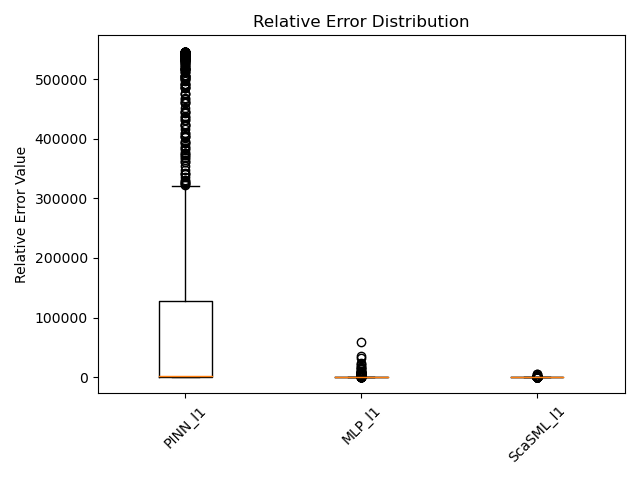 Relative Error Distribution
Relative Error Value
500000
400000
300000
200000
100000
0
PINN_l1
MLP_l1
ScaSML_l1